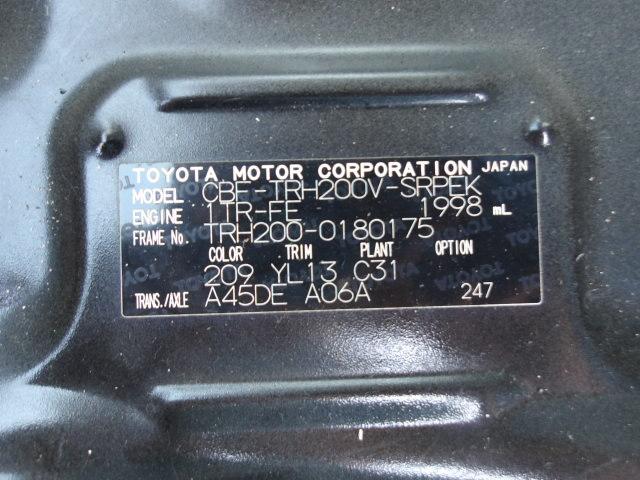 TOYOTA MOTOR CORPORATION JAPAN
MODEL CBF-TRH200V-SRPEK
ENGINE 1TR-FE 1998 mL
FRAME No. TRH200-0180175
COLOR TRIM PLANT OPTION
209 YL13 C31
TRANS./AXLE A45DE A06A 247